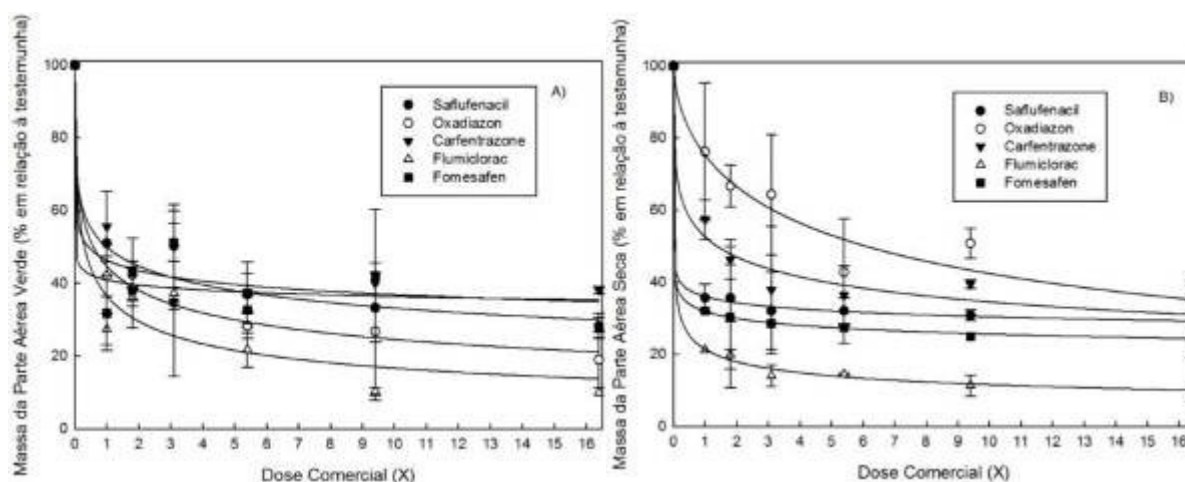 Massa da Parte Aérea Verde (% em relação à testemunha)
100
80
60
40
20
0
A)
Saflufenacil
Oxadiazon
Carfentrazone
Flumiclorac
Fomesafen
0 1 2 3 4 5 6 7 8 9 10 11 12 13 14 15 16
Dose Comercial (X)
Massa da Parte Aérea Seca (% em relação à testemunha)
100
80
60
40
20
0
B)
Saflufenacil
Oxadiazon
Carfentrazone
Flumiclorac
Fomesafen
0 1 2 3 4 5 6 7 8 9 10 11 12 13 14 15 16
Dose Comercial (X)